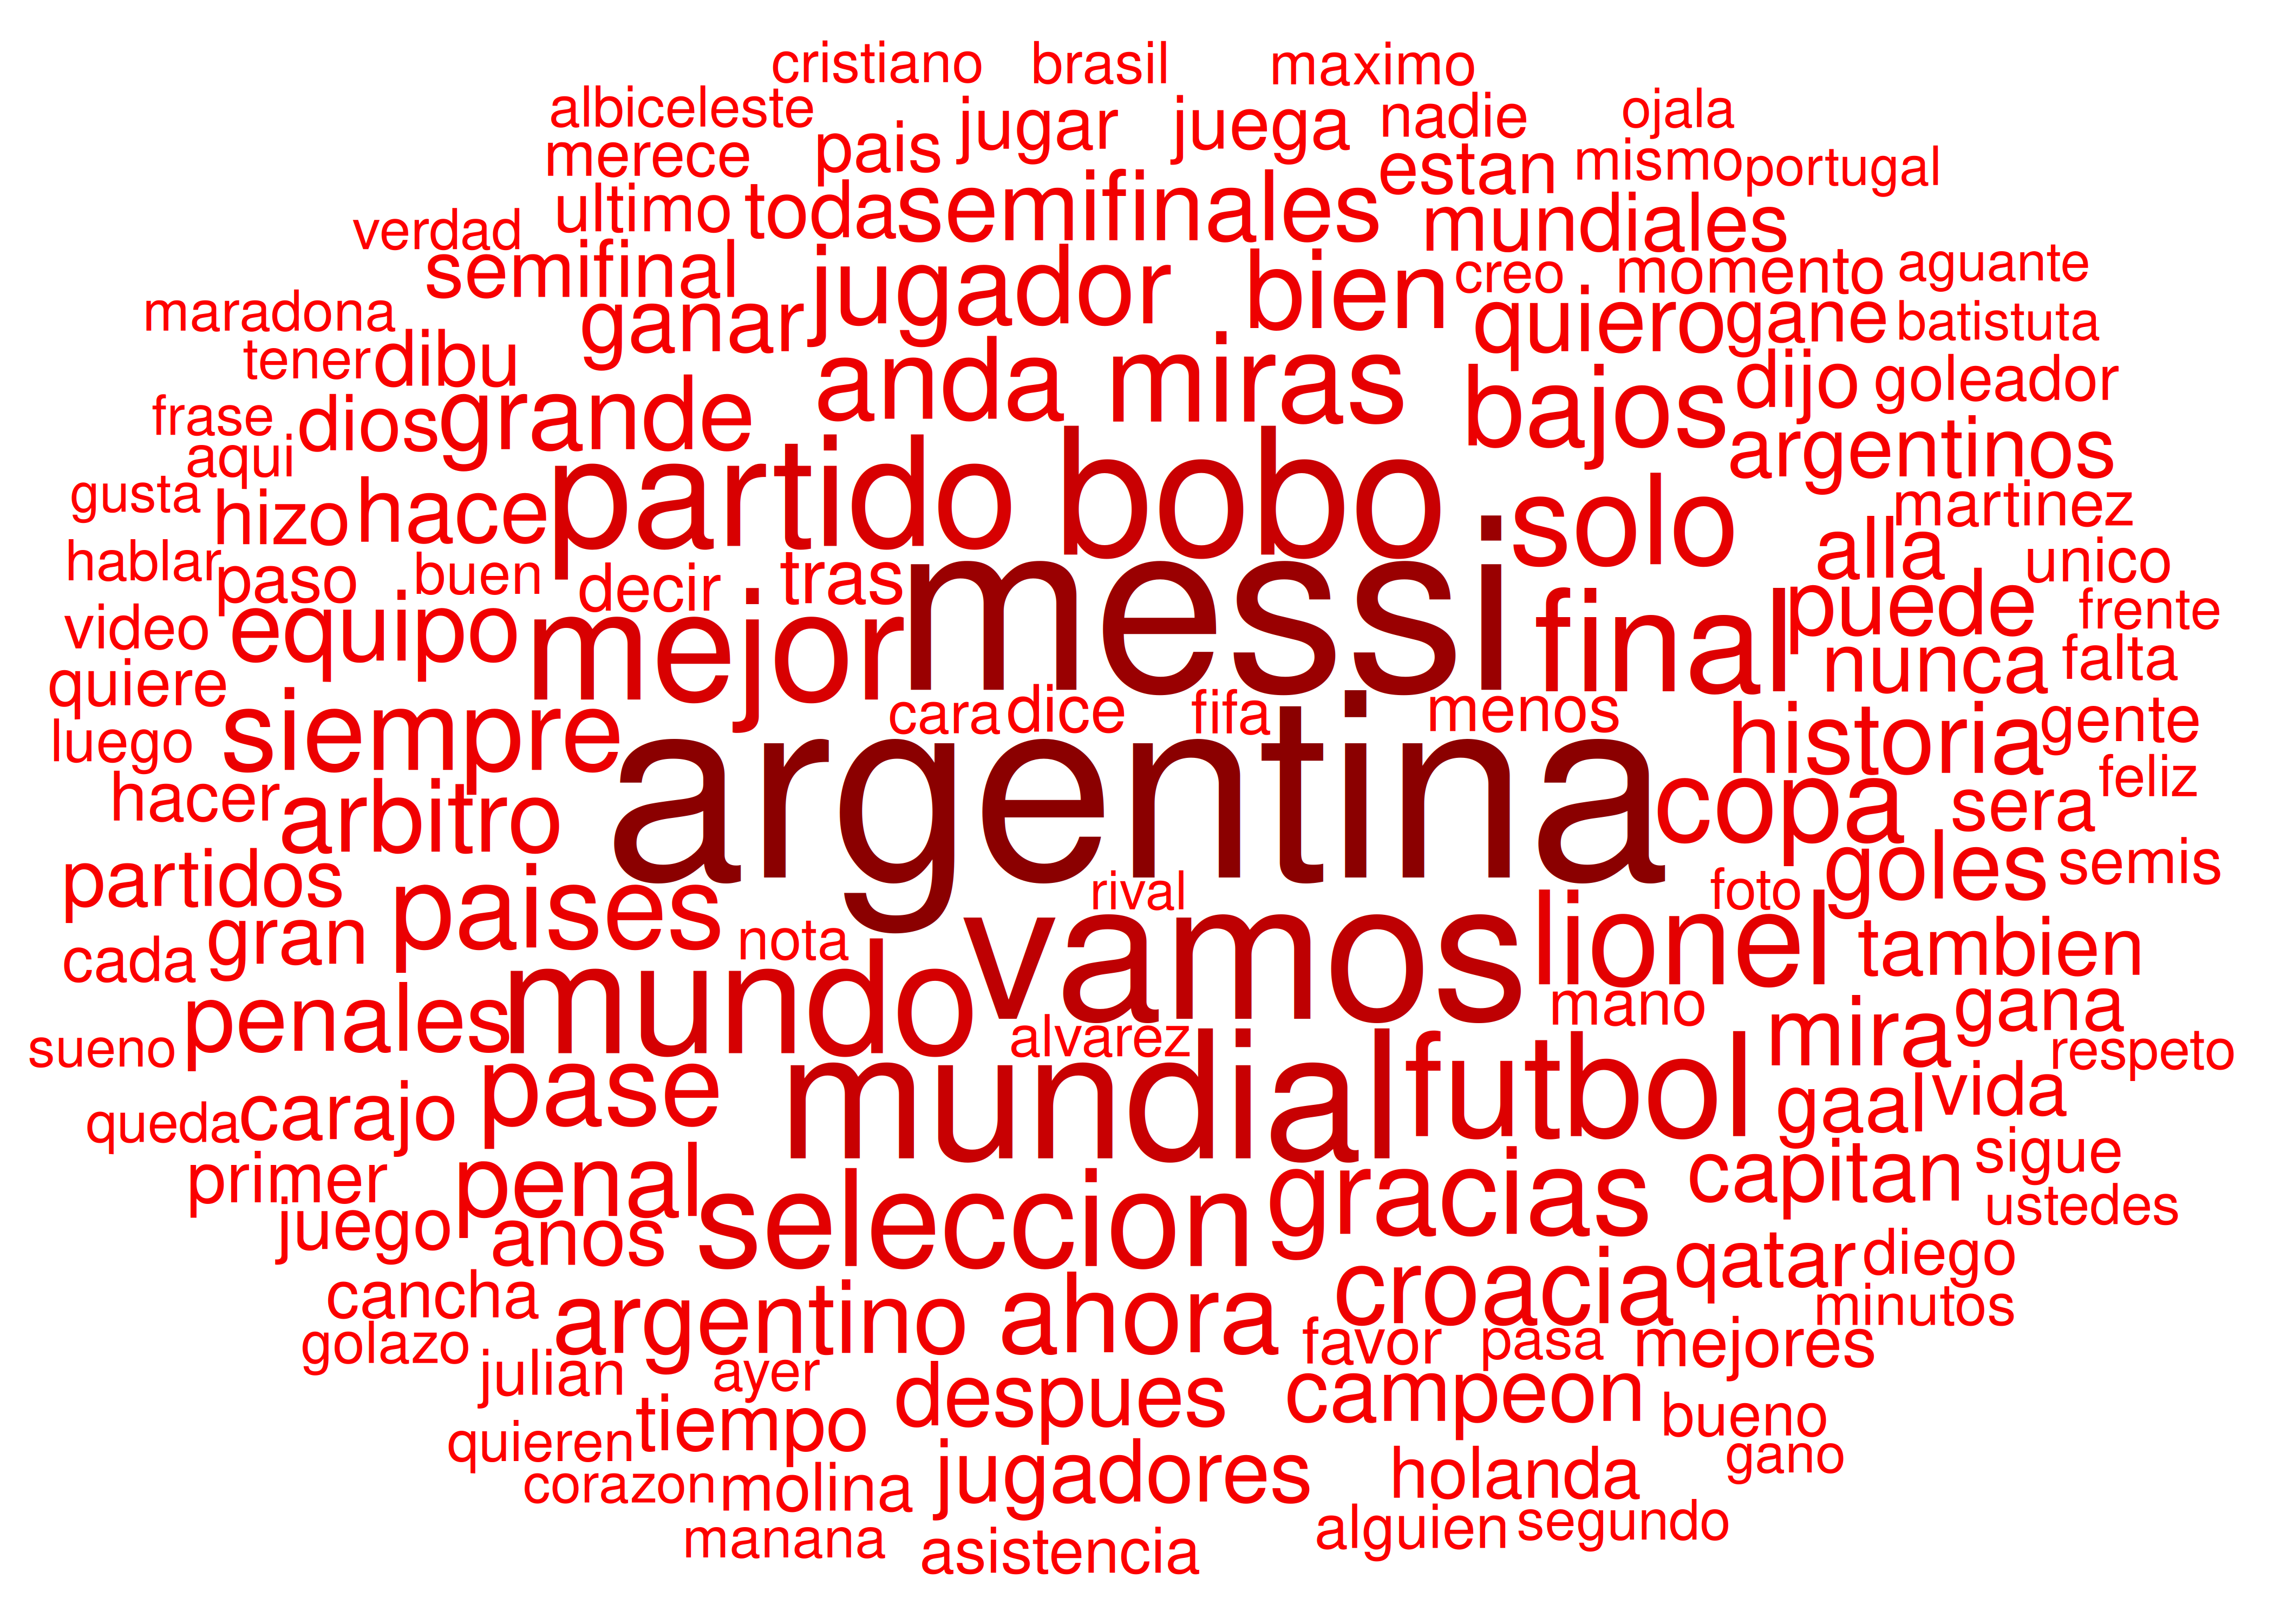 cristiano brasil maximo
albiceleste jugar juega nadie ojala
merece pais estan mismo portugal
verdad ultimo toda semifinales mundiales
semifinal jugador bien creo momento aguante
maradona ganar quiero gane batistuta
tener dibu anda miras bajos dijo goleador
frase dios grande argentinos
aqui partido bobo solo martinez
gusta hizo hace alla unico
hablar paso buen decir tras messi final puede frente
video equipo mejor nunca falta
quiere siempre cara dice fifa menos historia gente
luego argentina feliz
hacer arbitro copa sera
partidos paises rival foto goles semis
cada gran nota vamos lionel tambien
sueno penales mundo alvarez mano mira gana respeto
queda carajo pase mundial futbol gaal vida
primer penal seleccion gracias capitan sigue
juego anos ustedes
cancha argentino ahora croacia qatar diego
golazo julian ayer favor pasa mejores minutos
quieren tiempo despues campeon bueno
corazon molina jugadores holanda gano
manana asistencia alguien segundo